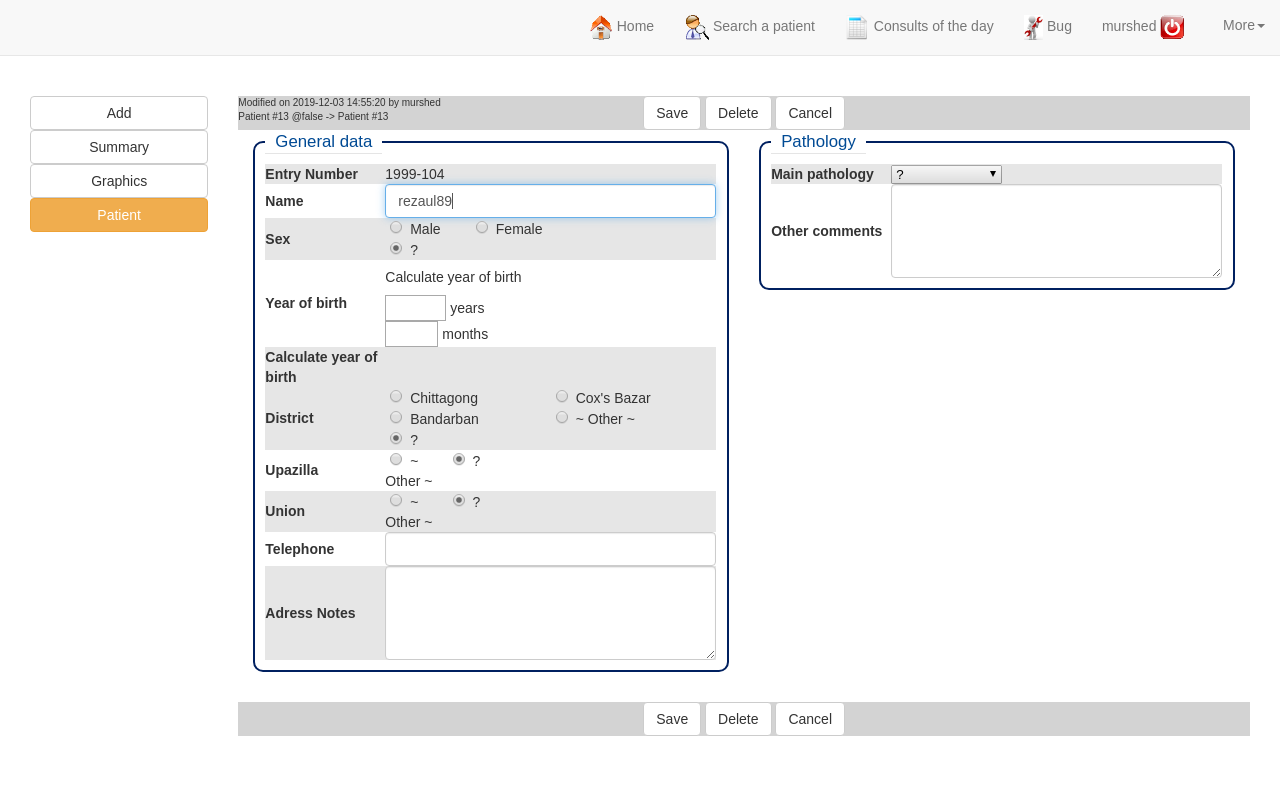 Home Search a patient Consults of the day Bug murshed More
Add
Summary
Graphics
Patient
Modified on 2019-12-03 14:55:20 by murshed
Patient #13 @false -> Patient #13
Save Delete Cancel
General data
Entry Number 1999-104
Name rezaul89
Sex Male Female
?
Year of birth Calculate year of birth
years
months
Calculate year of
birth
District Chittagong Cox's Bazar
Bandarban ~ Other ~
?
Upazilla ~ ?
Other ~
Union ~ ?
Other ~
Telephone
Adress Notes
Pathology
Main pathology ?
Other comments
Save Delete Cancel